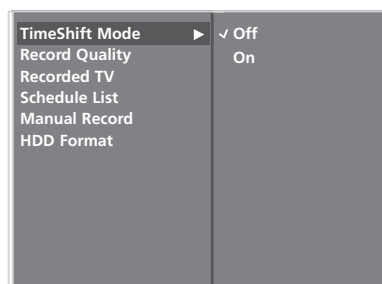 TimeShift Mode ▶ ✓ Off
Record Quality On
Recorded TV
Schedule List
Manual Record
HDD Format